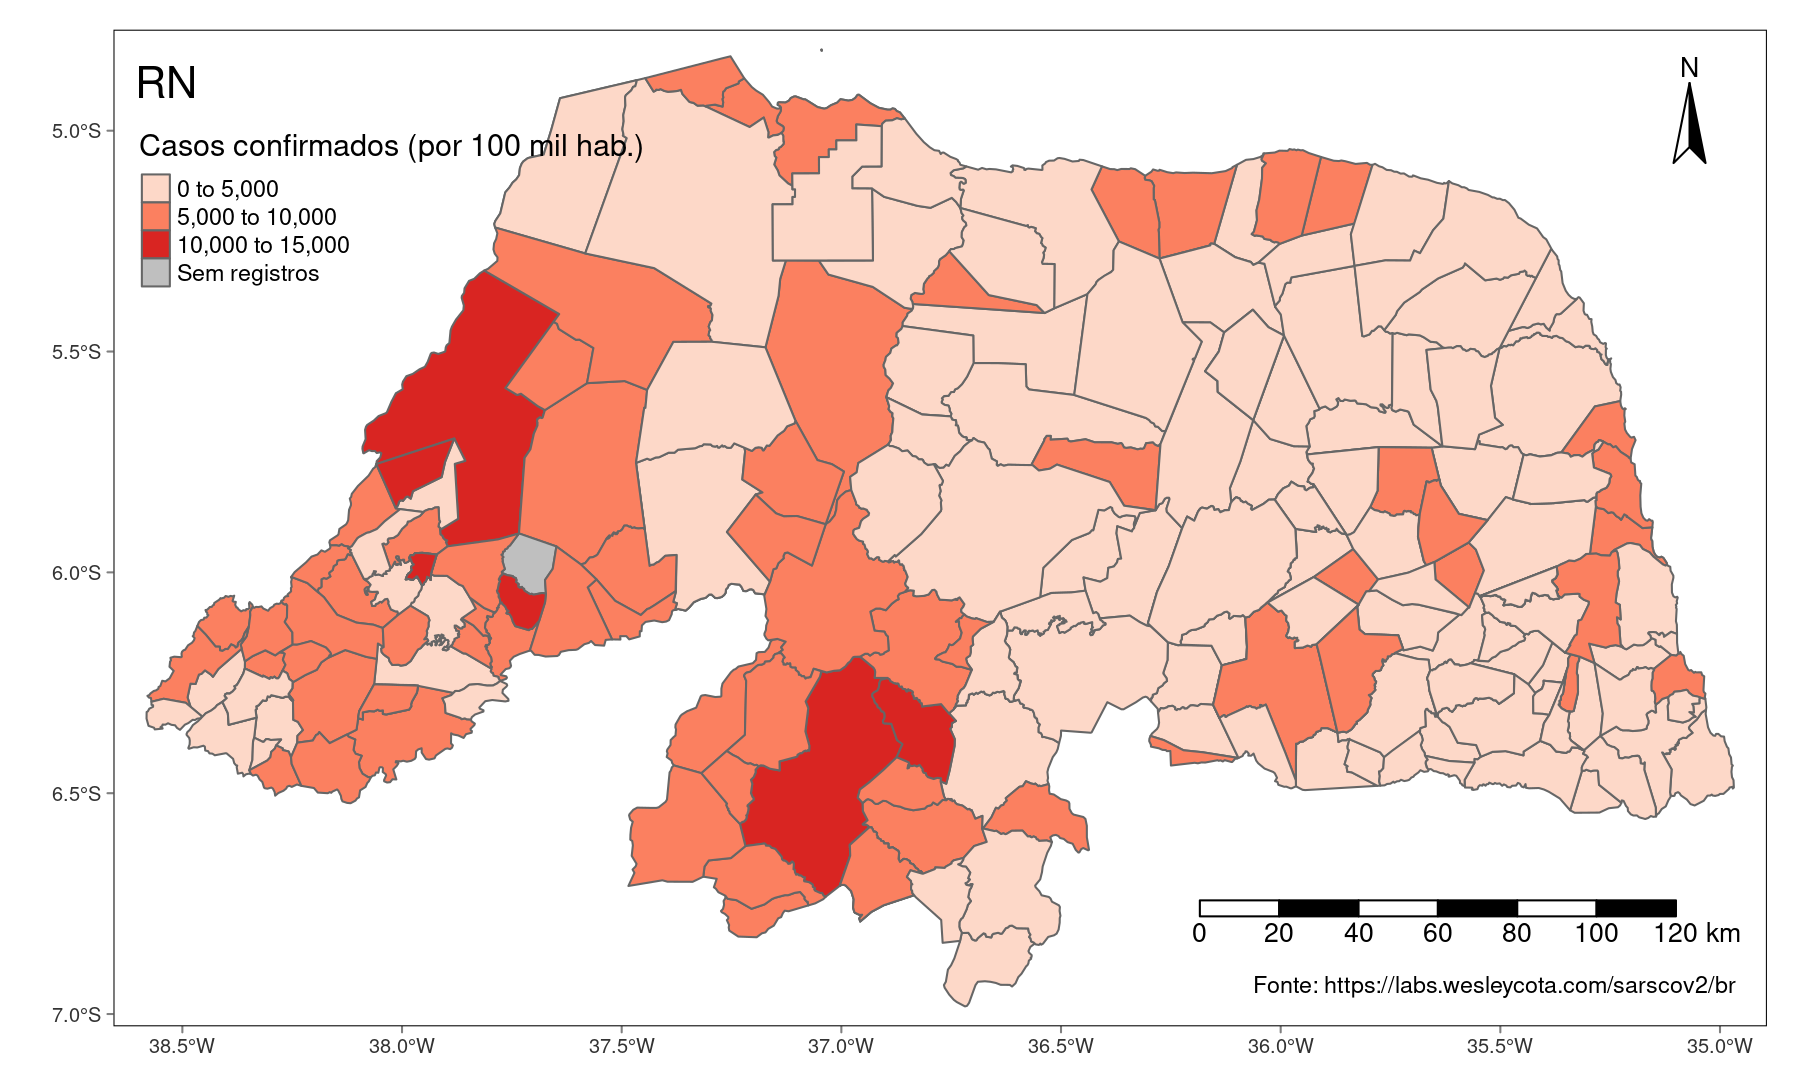 RN
N
Casos confirmados (por 100 mil hab.)
0 to 5,000
5,000 to 10,000
10,000 to 15,000
Sem registros
5.0°S
5.5°S
6.0°S
6.5°S
7.0°S
0 20 40 60 80 100 120 km
Fonte: https://labs.wesleycota.com/sarscov2/br
38.5°W 38.0°W 37.5°W 37.0°W 36.5°W 36.0°W 35.5°W 35.0°W